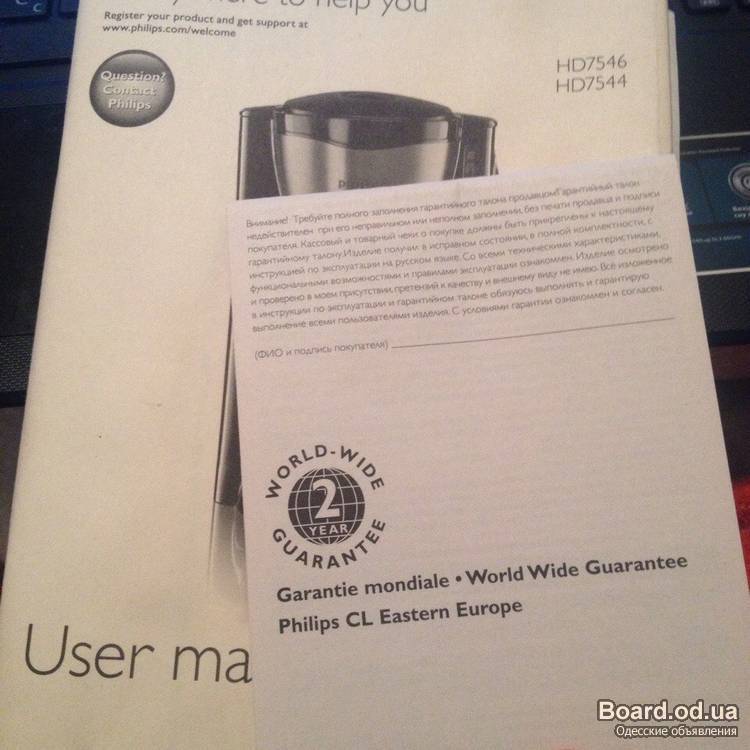 here to help you
Register your product and get support at
www.philips.com/welcome
Question?
Contact
Philips
HD7546
HD7544
Внимание! Требуйте полного заполнения гарантийного талона продавцом!Гарантийный талон
недействителен при его неправильном или неполном заполнении, без печати продавца и подписи
покупателя. Кассовый и товарный чеки о покупке должны быть прикреплены к настоящему
гарантийному талону.Изделие получил в исправном состоянии, в полной комплектности, с
инструкцией по эксплуатации на русском языке. Со всеми техническими характеристиками,
функциональными возможностями и правилами эксплуатации ознакомлен. Изделие осмотрено
и проверено в моем присутствии, претензий к качеству и внешнему виду не имею. Всё изложенное
в инструкции по эксплуатации и гарантийном талоне обязуюсь выполнять и гарантирую
выполнение всеми пользователями изделия. С условиями гарантии ознакомлен и согласен.
(ФИО и подпись покупателя)
WORLD-WIDE
2
YEAR
GUARANTEE
Garantie mondiale • World Wide Guarantee
Philips CL Eastern Europe
User ma
Board.od.ua
Одесские объявления